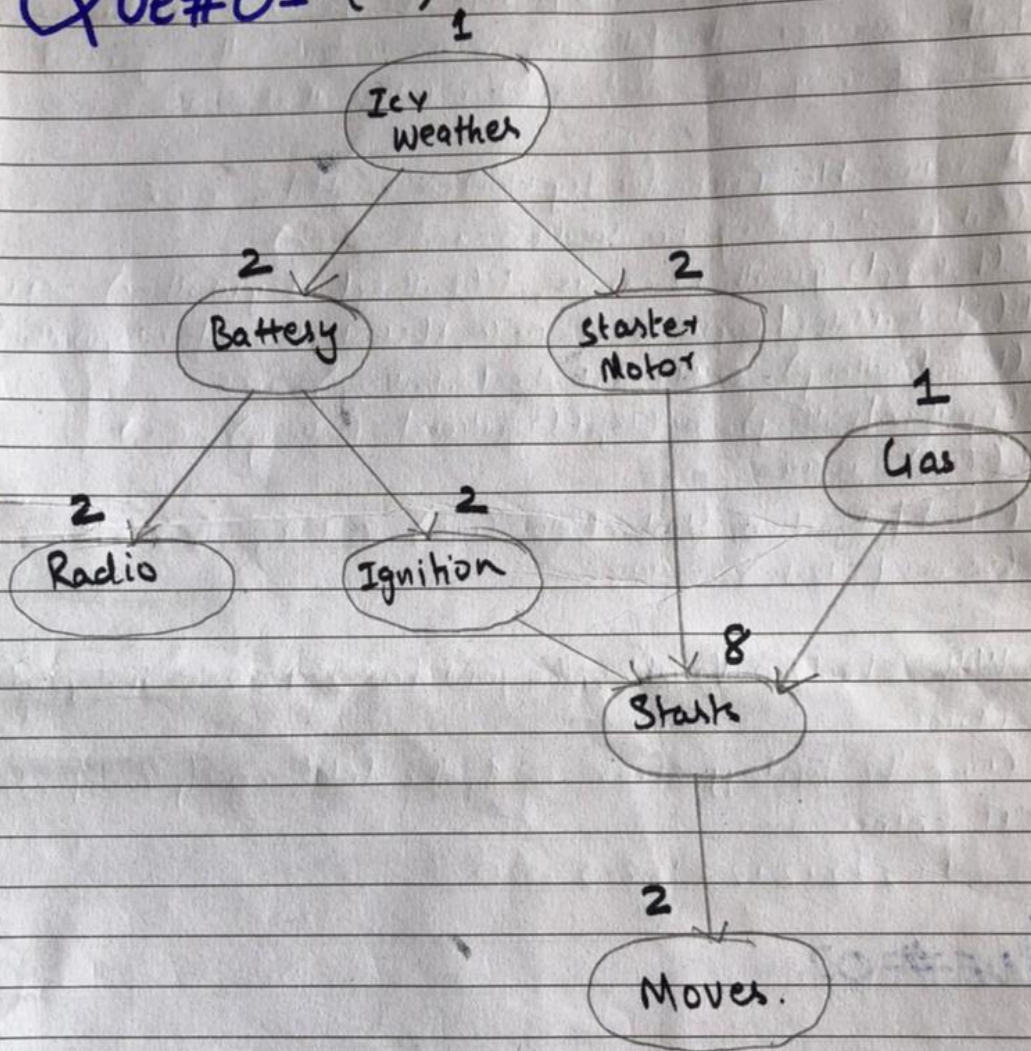 1
Icy
Weather
2
Battery
2
Starter
Motor
1
Gas
2
Radio
2
Ignition
8
Starts
2
Moves.